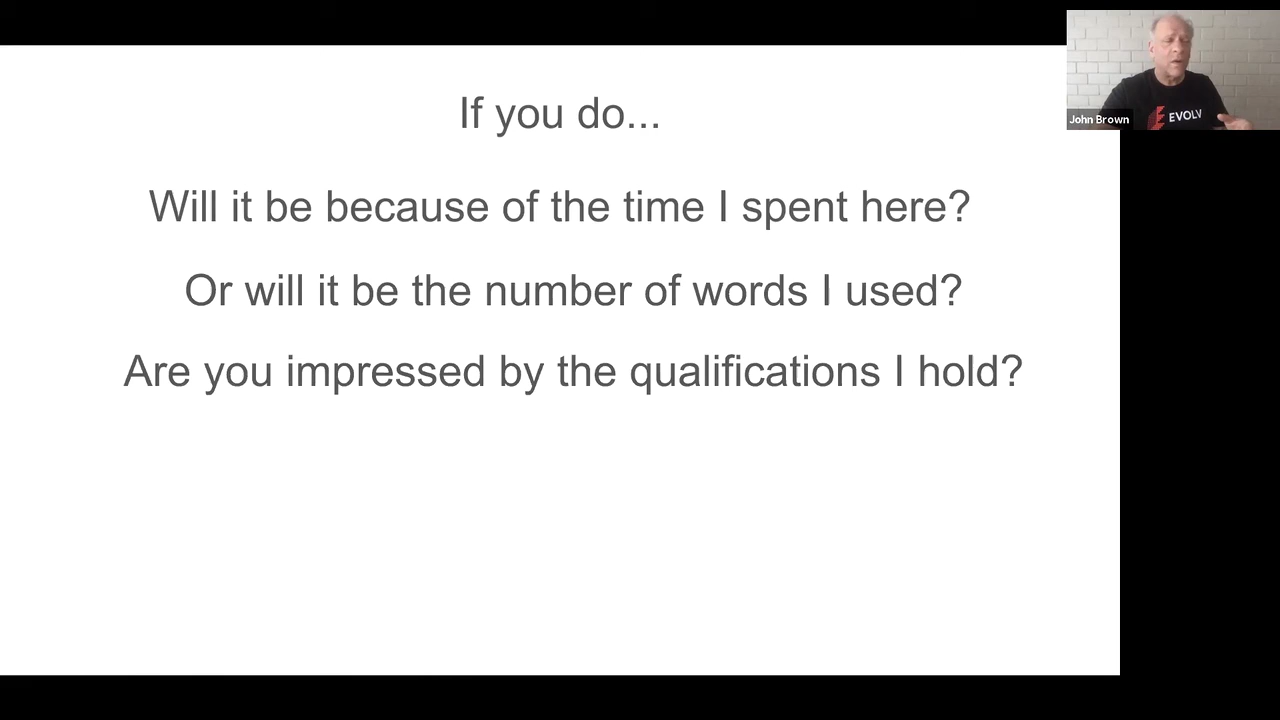 If you do...
Will it be because of the time I spent here?
Or will it be the number of words I used?
Are you impressed by the qualifications I hold?
John Brown
EVOLV